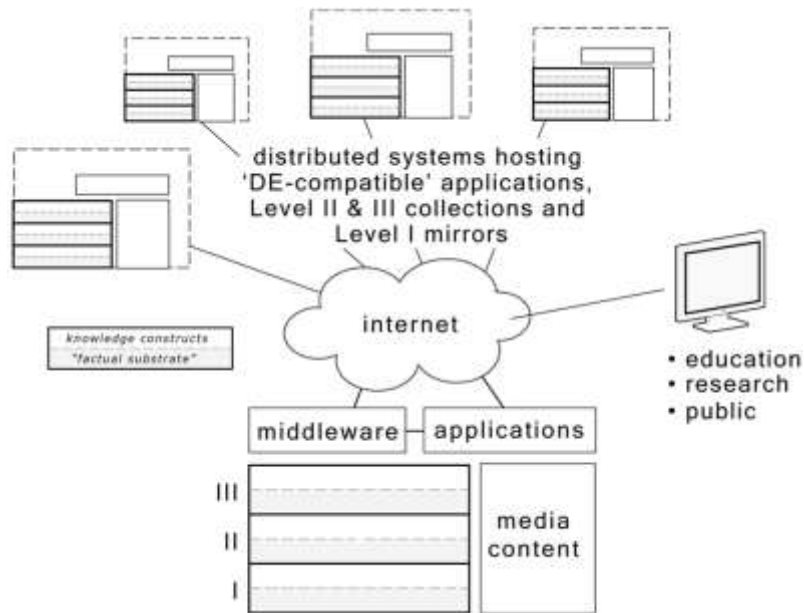 distributed systems hosting
‘DE-compatible’ applications,
Level II & III collections and
Level I mirrors
internet
knowledge constructs
"factual substrate"
• education
• research
• public
middleware
applications
III
II
I
media
content